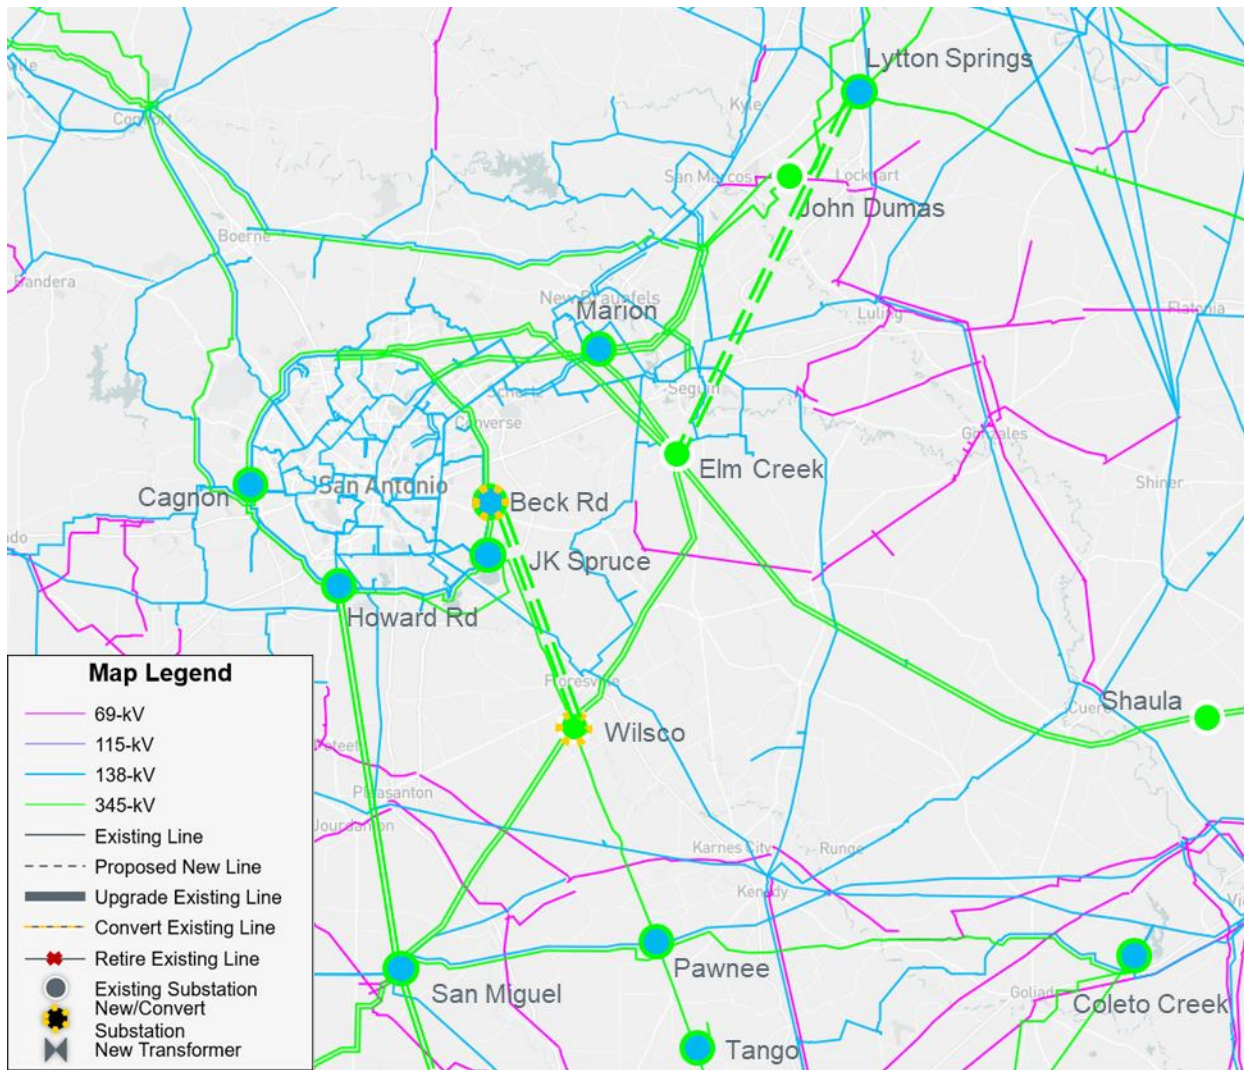 Lytton Springs
Kyle
Comfort
San Marcos
Lockhart
John Dumas
Boerne
Bandera
New Braunfels
Marion
Luling
Flatonia
Seguin
Schertz
Converse
Gonzales
Elm Creek
Shiner
Cagnon
San Antonio
Beck Rd
JK Spruce
Howard Rd
Floresville
Shaula
Cuero
Wilsco
Poteet
Pleasanton
Jourdanton
Karnes City
Runge
Kenedy
Pawnee
San Miguel
Goliad
Coleto Creek
Tango
Map Legend
69-kV
115-kV
138-kV
345-kV
Existing Line
Proposed New Line
Upgrade Existing Line
Convert Existing Line
Retire Existing Line
Existing Substation
New/Convert
Substation
New Transformer